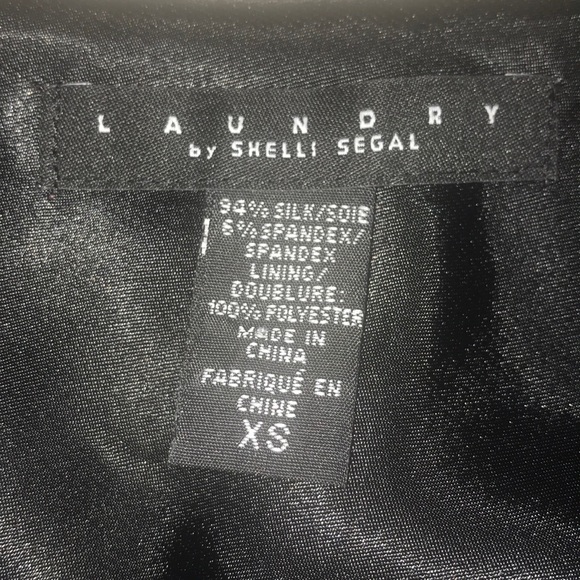 LAUNDRY
by SHELLI SEGAL
94% SILK/SOIE
6% SPANDEX/
SPANDEX
LINING/
DOUBLURE:
100% POLYESTER
MADE IN
CHINA
FABRIQUÉ EN
CHINE
XS